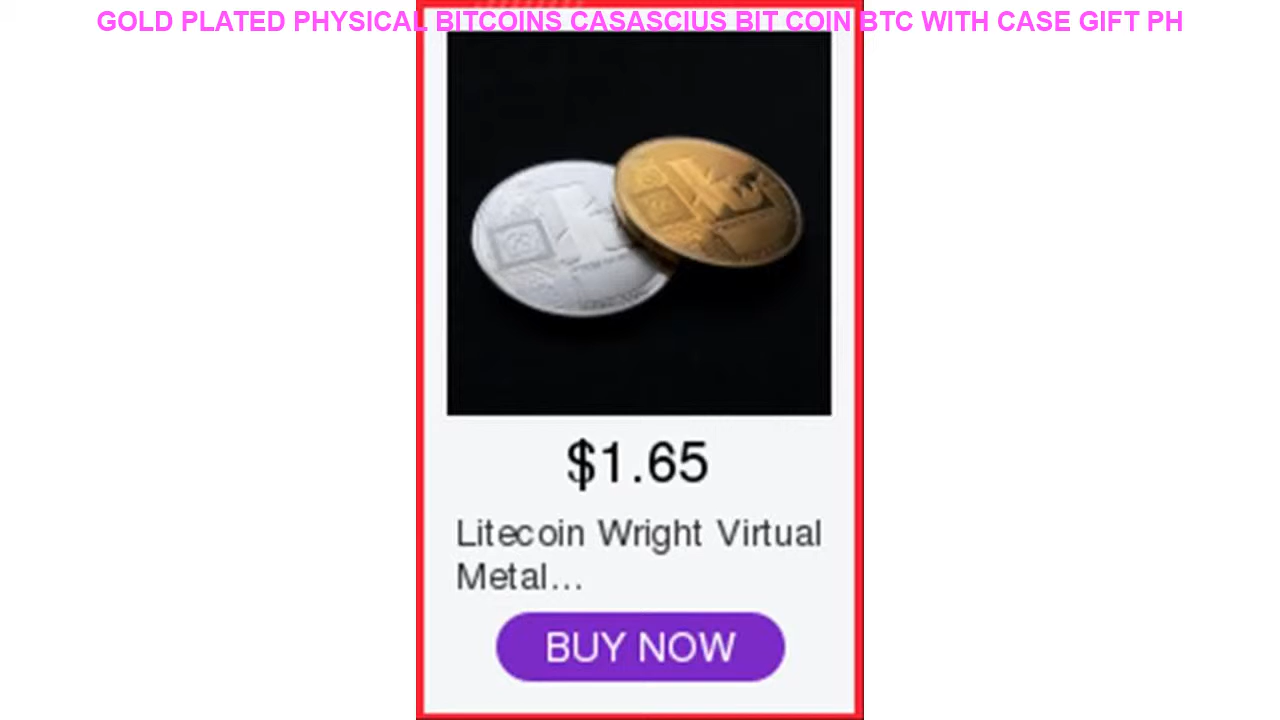 GOLD PLATED PHYSICAL BITCOINS CASASCIUS BIT COIN BTC WITH CASE GIFT PH
$1.65
Litecoin Wright Virtual
Metal...
BUY NOW